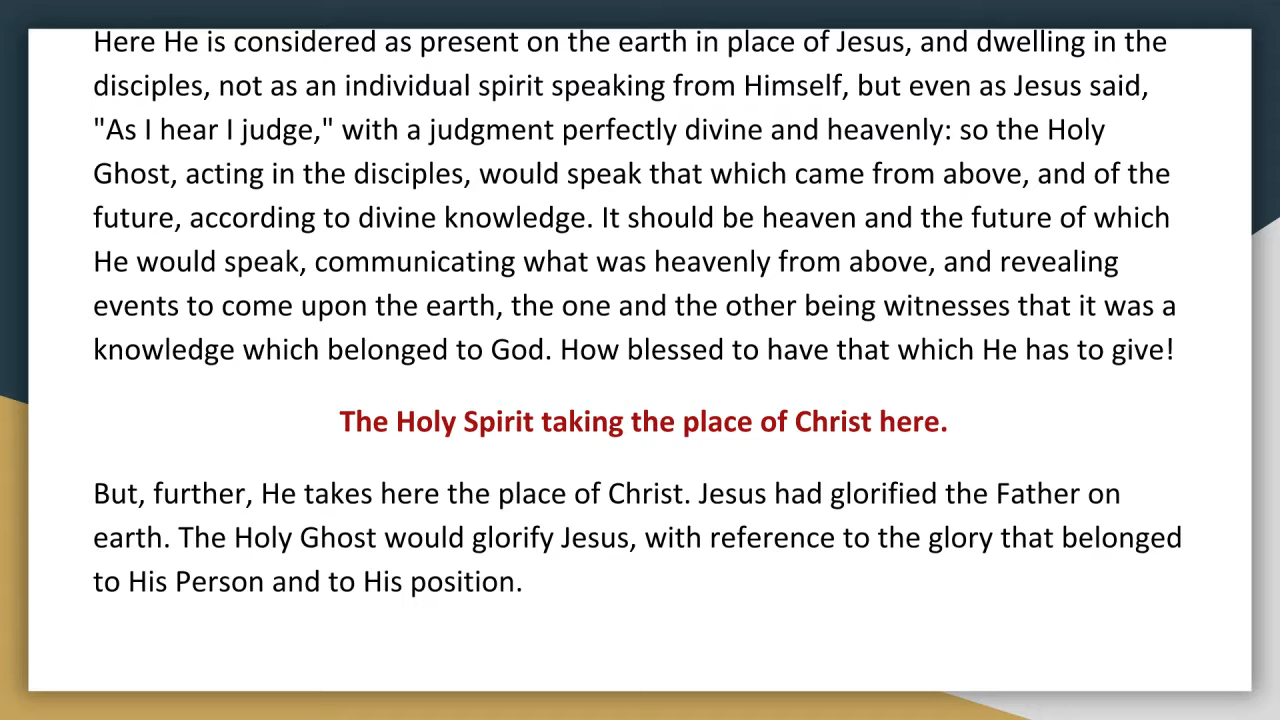 Here He is considered as present on the earth in place of Jesus, and dwelling in the
disciples, not as an individual spirit speaking from Himself, but even as Jesus said,
"As I hear I judge," with a judgment perfectly divine and heavenly: so the Holy
Ghost, acting in the disciples, would speak that which came from above, and of the
future, according to divine knowledge. It should be heaven and the future of which
He would speak, communicating what was heavenly from above, and revealing
events to come upon the earth, the one and the other being witnesses that it was a
knowledge which belonged to God. How blessed to have that which He has to give!
The Holy Spirit taking the place of Christ here.
But, further, He takes here the place of Christ. Jesus had glorified the Father on
earth. The Holy Ghost would glorify Jesus, with reference to the glory that belonged
to His Person and to His position.